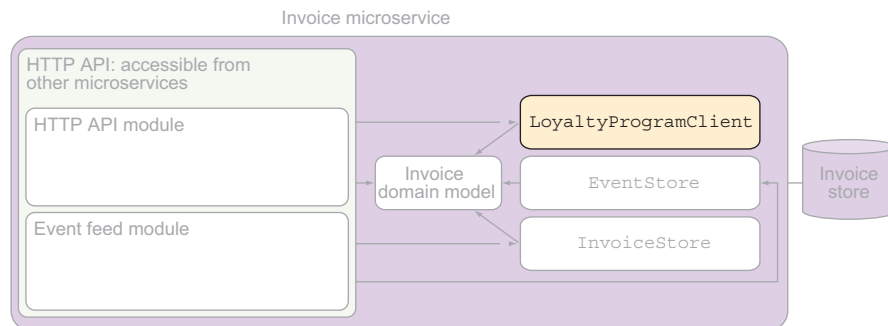 Invoice microservice
HTTP API: accessible from
other microservices
HTTP API module
LoyaltyProgramClient
Invoice
domain model
EventStore
Invoice
store
Event feed module
InvoiceStore